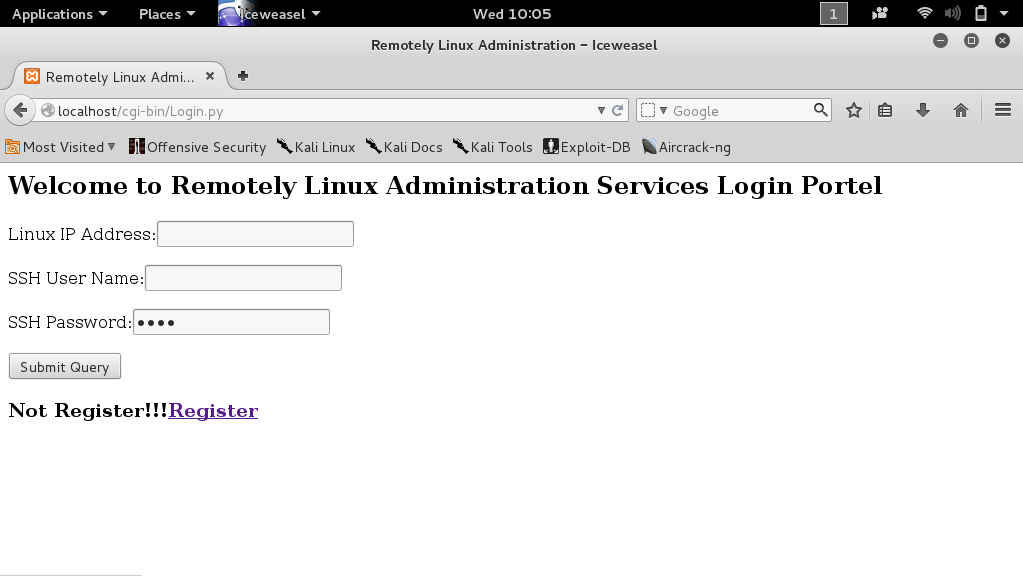 Applications Places Iceweasel Wed 10:05 1
Remotely Linux Administration - Iceweasel
Remotely Linux Admi...
localhost/cgi-bin/Login.py Google
Most Visited Offensive Security Kali Linux Kali Docs Kali Tools Exploit-DB Aircrack-ng
Welcome to Remotely Linux Administration Services Login Portel
Linux IP Address:
SSH User Name:
SSH Password:
Submit Query
Not Register!!!Register